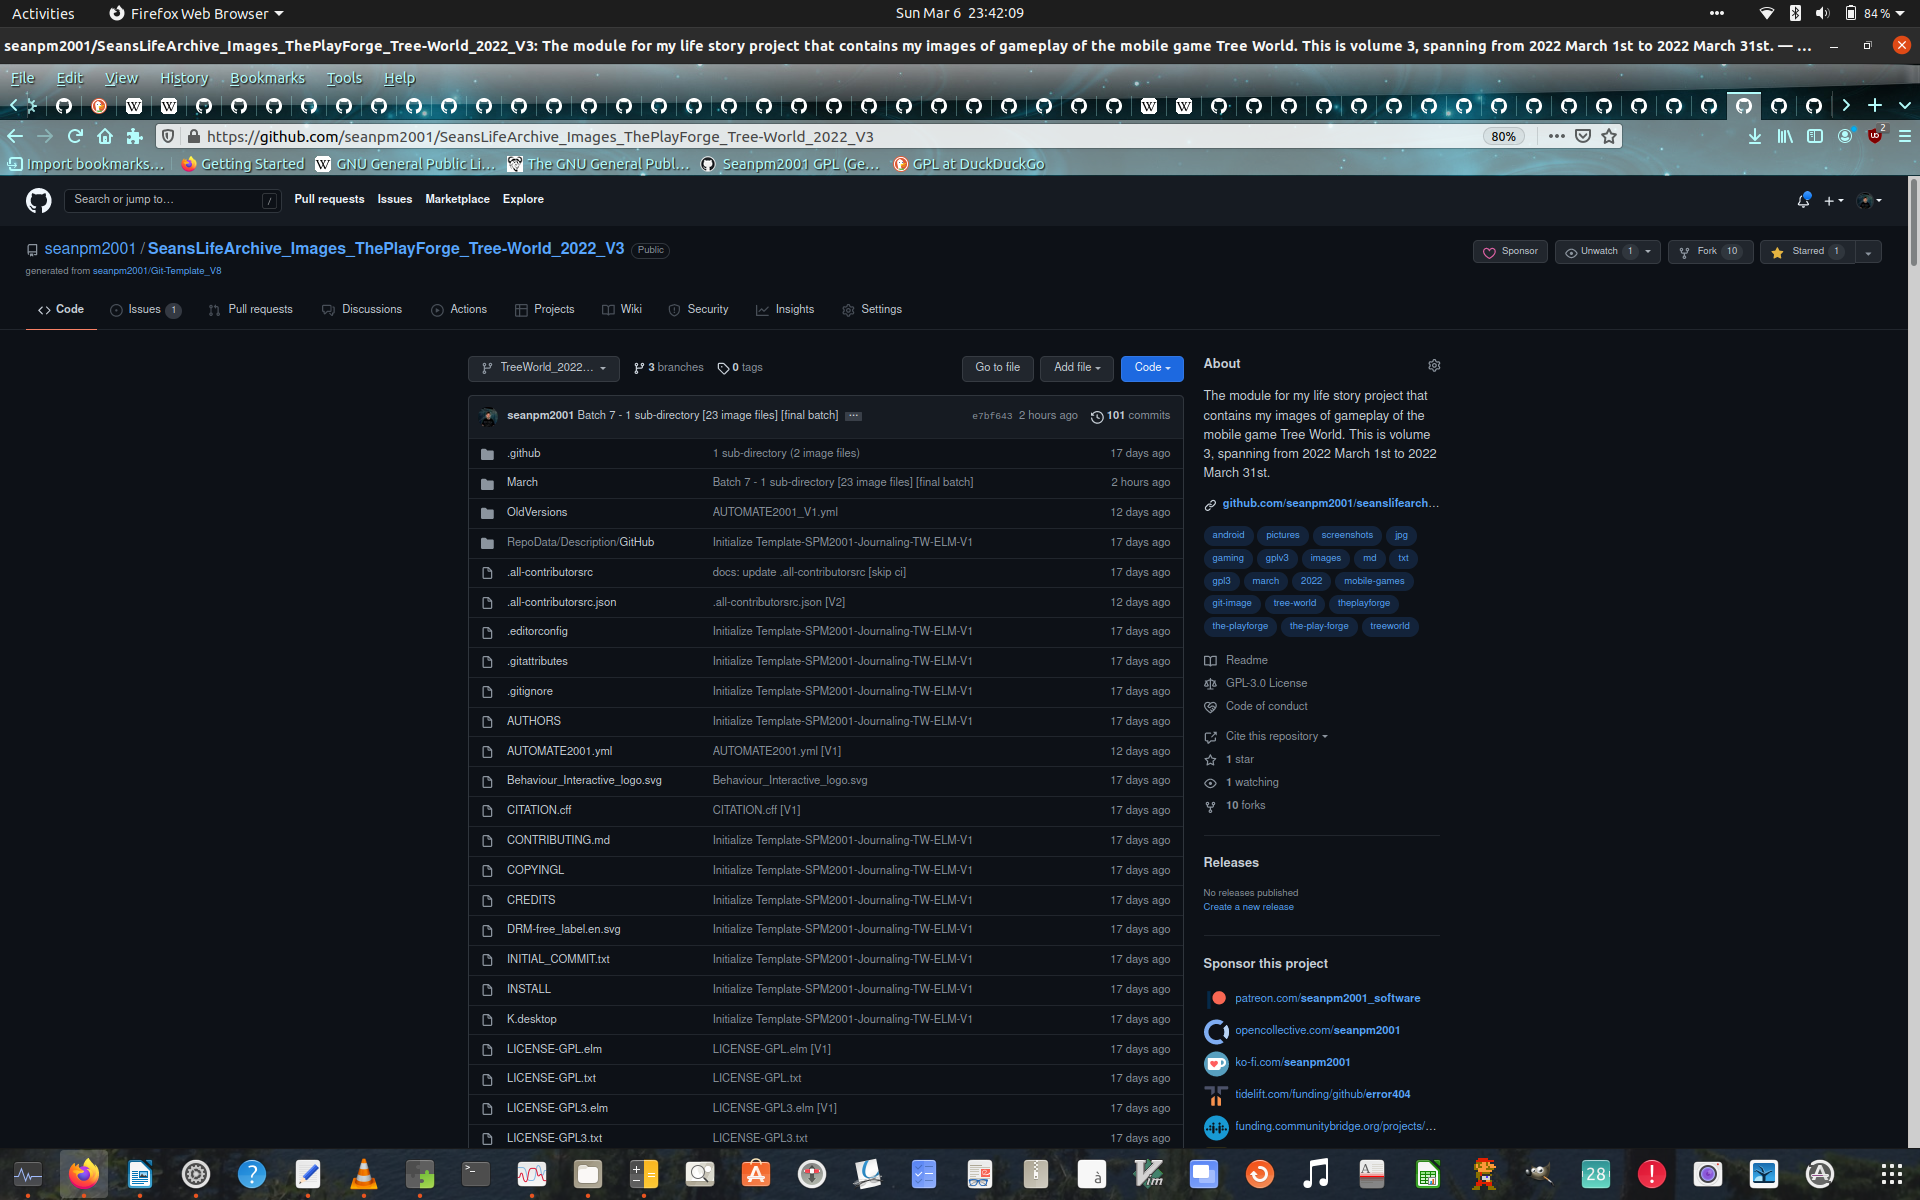 Activities
Firefox Web Browser
Sun Mar 6 23:42:09
84 %
seanpm2001/SeansLifeArchive_Images_ThePlayForge_Tree-World_2022_V3: The module for my life story project that contains my images of gameplay of the mobile game Tree World. This is volume 3, spanning from 2022 March 1st to 2022 March 31st. — ...
File Edit View History Bookmarks Tools Help
https://github.com/seanpm2001/SeansLifeArchive_Images_ThePlayForge_Tree-World_2022_V3
80%
2
Import bookmarks... Getting Started GNU General Public Li... The GNU General Publ... Seanpm2001 GPL (Ge... GPL at DuckDuckGo
Search or jump to... / Pull requests Issues Marketplace Explore
seanpm2001 / SeansLifeArchive_Images_ThePlayForge_Tree-World_2022_V3 Public
generated from seanpm2001/Git-Template_V8
Sponsor Unwatch 1 Fork 10 Starred 1
Code Issues 1 Pull requests Discussions Actions Projects Wiki Security Insights Settings
TreeWorld_2022... 3 branches 0 tags Go to file Add file Code
seanpm2001 Batch 7 - 1 sub-directory [23 image files] [final batch] ... e7bf643 2 hours ago 101 commits
.github 1 sub-directory (2 image files) 17 days ago
March Batch 7 - 1 sub-directory [23 image files] [final batch] 2 hours ago
OldVersions AUTOMATE2001_V1.yml 12 days ago
RepoData/Description/GitHub Initialize Template-SPM2001-Journaling-TW-ELM-V1 17 days ago
.all-contributorsrc docs: update .all-contributorsrc [skip ci] 17 days ago
.all-contributorsrc.json .all-contributorsrc.json [V2] 12 days ago
.editorconfig Initialize Template-SPM2001-Journaling-TW-ELM-V1 17 days ago
.gitattributes Initialize Template-SPM2001-Journaling-TW-ELM-V1 17 days ago
.gitignore Initialize Template-SPM2001-Journaling-TW-ELM-V1 17 days ago
AUTHORS Initialize Template-SPM2001-Journaling-TW-ELM-V1 17 days ago
AUTOMATE2001.yml AUTOMATE2001.yml [V1] 12 days ago
Behaviour_Interactive_logo.svg Behaviour_Interactive_logo.svg 17 days ago
CITATION.cff CITATION.cff [V1] 17 days ago
CONTRIBUTING.md Initialize Template-SPM2001-Journaling-TW-ELM-V1 17 days ago
COPYINGL Initialize Template-SPM2001-Journaling-TW-ELM-V1 17 days ago
CREDITS Initialize Template-SPM2001-Journaling-TW-ELM-V1 17 days ago
DRM-free_label.en.svg Initialize Template-SPM2001-Journaling-TW-ELM-V1 17 days ago
INITIAL_COMMIT.txt Initialize Template-SPM2001-Journaling-TW-ELM-V1 17 days ago
INSTALL Initialize Template-SPM2001-Journaling-TW-ELM-V1 17 days ago
K.desktop Initialize Template-SPM2001-Journaling-TW-ELM-V1 17 days ago
LICENSE-GPL.elm LICENSE-GPL.elm [V1] 17 days ago
LICENSE-GPL.txt LICENSE-GPL.txt 17 days ago
LICENSE-GPL3.elm LICENSE-GPL3.elm [V1] 17 days ago
LICENSE-GPL3.txt LICENSE-GPL3.txt 17 days ago
About
The module for my life story project that
contains my images of gameplay of the
mobile game Tree World. This is volume
3, spanning from 2022 March 1st to 2022
March 31st.
github.com/seanpm2001/seanslifearch...
android pictures screenshots jpg
gaming gplv3 images md txt
gpl3 march 2022 mobile-games
git-image tree-world theplayforge
the-playforge the-play-forge treeworld
Readme
GPL-3.0 License
Code of conduct
Cite this repository
1 star
1 watching
10 forks
Releases
No releases published
Create a new release
Sponsor this project
patreon.com/seanpm2001_software
opencollective.com/seanpm2001
ko-fi.com/seanpm2001
tidelift.com/funding/github/error404
funding.communitybridge.org/projects/...
28